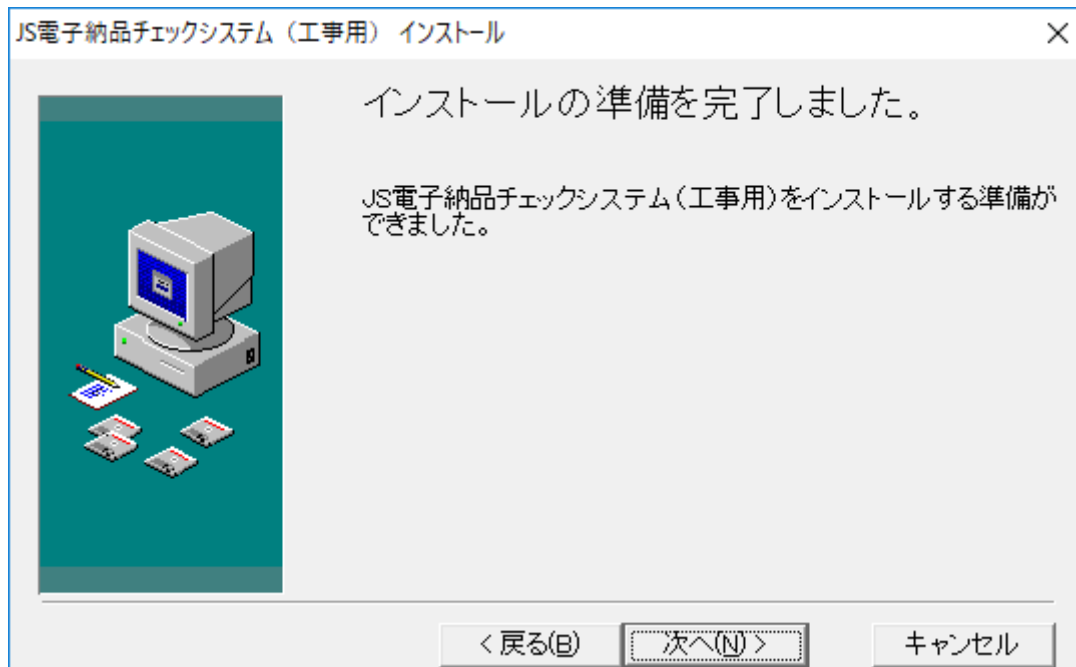 JS電子納品チェックシステム（工事用） インストール
インストールの準備を完了しました。
JS電子納品チェックシステム(工事用)をインストールする準備が
できました。
< 戻る(B) 次へ(N) > キャンセル